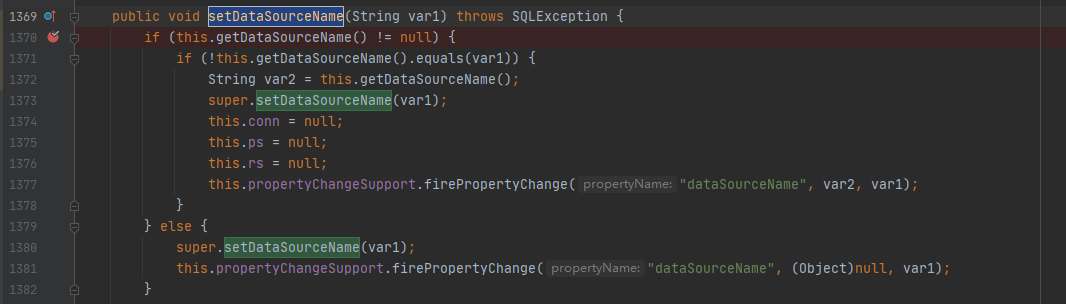 1369 public void setDataSourceName(String var1) throws SQLException {
1370 if (this.getDataSourceName() != null) {
1371 if (!this.getDataSourceName().equals(var1)) {
1372 String var2 = this.getDataSourceName();
1373 super.setDataSourceName(var1);
1374 this.conn = null;
1375 this.ps = null;
1376 this.rs = null;
1377 this.propertyChangeSupport.firePropertyChange( propertyName: "dataSourceName", var2, var1);
1378 }
1379 } else {
1380 super.setDataSourceName(var1);
1381 this.propertyChangeSupport.firePropertyChange( propertyName: "dataSourceName", (Object)null, var1);
1382 }